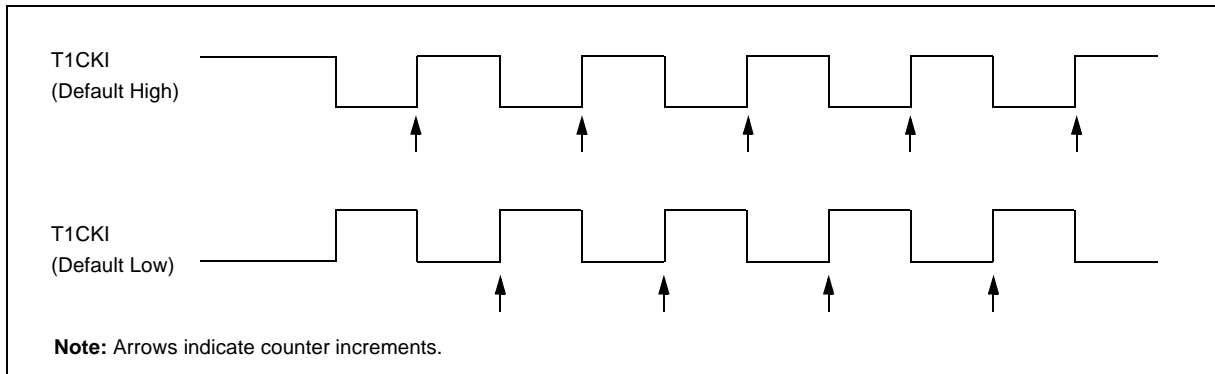 T1CKI
(Default High)
T1CKI
(Default Low)
Note: Arrows indicate counter increments.